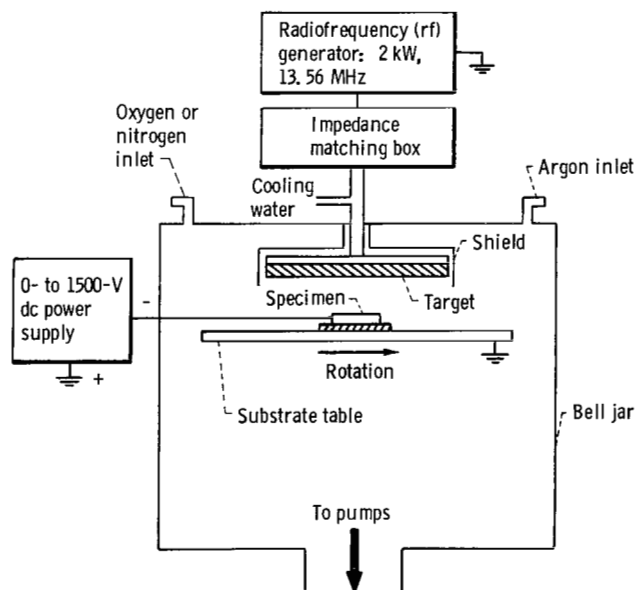 Radiofrequency (rf)
generator: 2 kW,
13.56 MHz
Oxygen or
nitrogen
inlet
Impedance
matching box
Argon inlet
Cooling
water
Shield
0- to 1500-V
dc power
supply
-
Target
Specimen
+
Rotation
Substrate table
Bell jar
To pumps